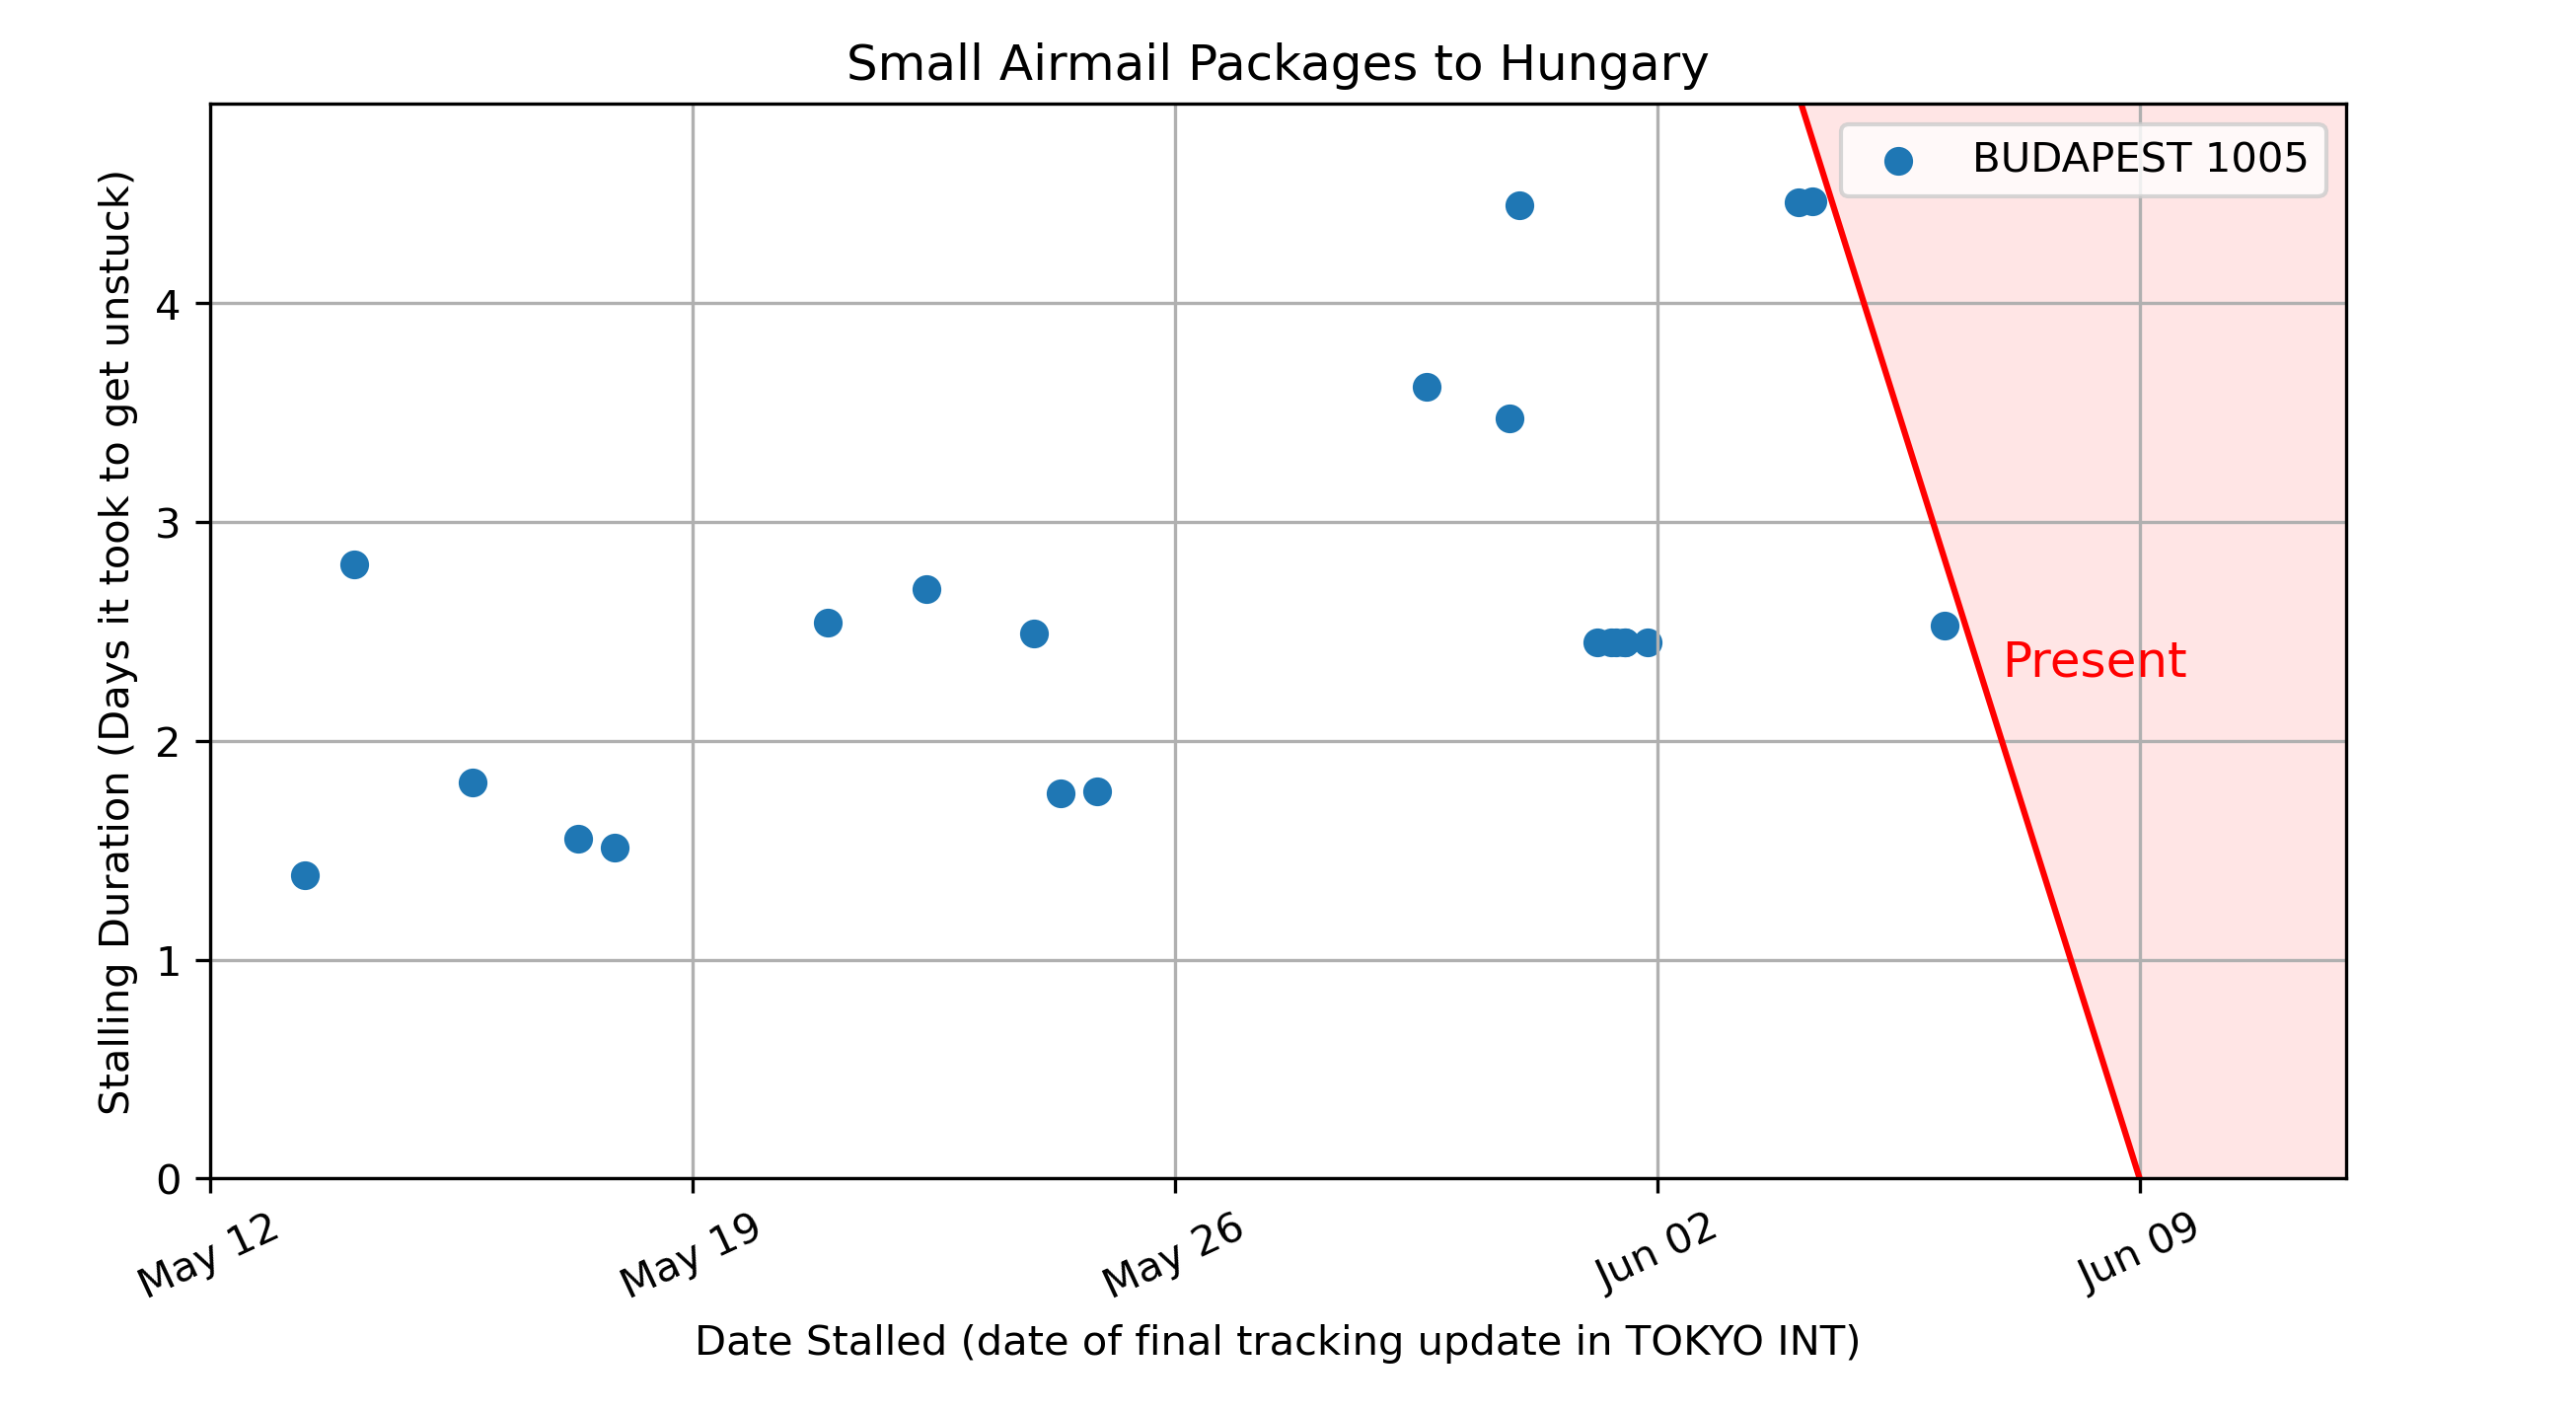 Small Airmail Packages to Hungary
BUDAPEST 1005
Stalling Duration (Days it took to get unstuck)
4
3
2
1
0
Present
May 12
May 19
May 26
Jun 02
Jun 09
Date Stalled (date of final tracking update in TOKYO INT)